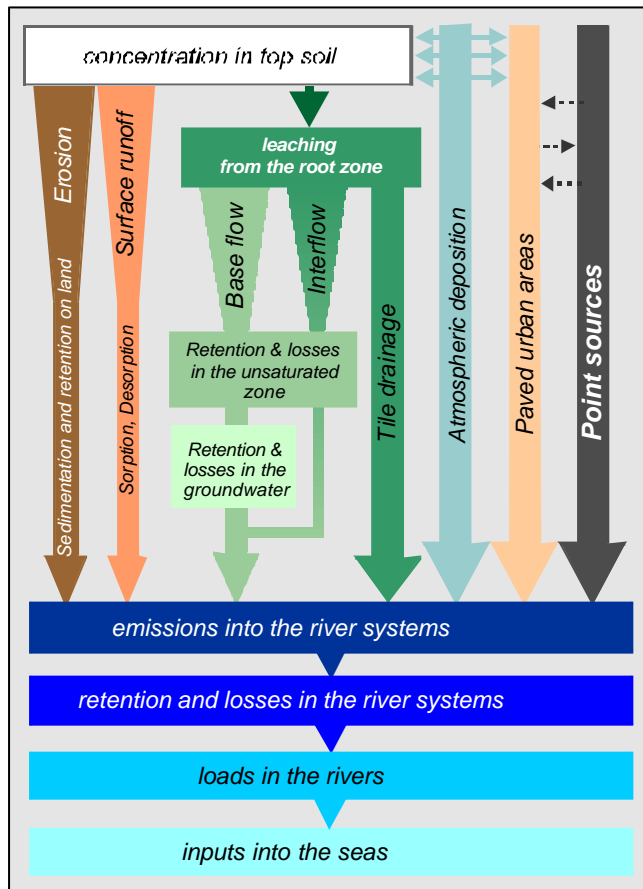 concentration in top soil
Erosion
Sedimentation and retention on land
Surface runoff
Sorption, Desorption
leaching
from the root zone
Base flow
Interflow
Retention & losses
in the unsaturated
zone
Retention &
losses in the
groundwater
Tile drainage
Atmospheric deposition
Paved urban areas
Point sources
emissions into the river systems
retention and losses in the river systems
loads in the rivers
inputs into the seas